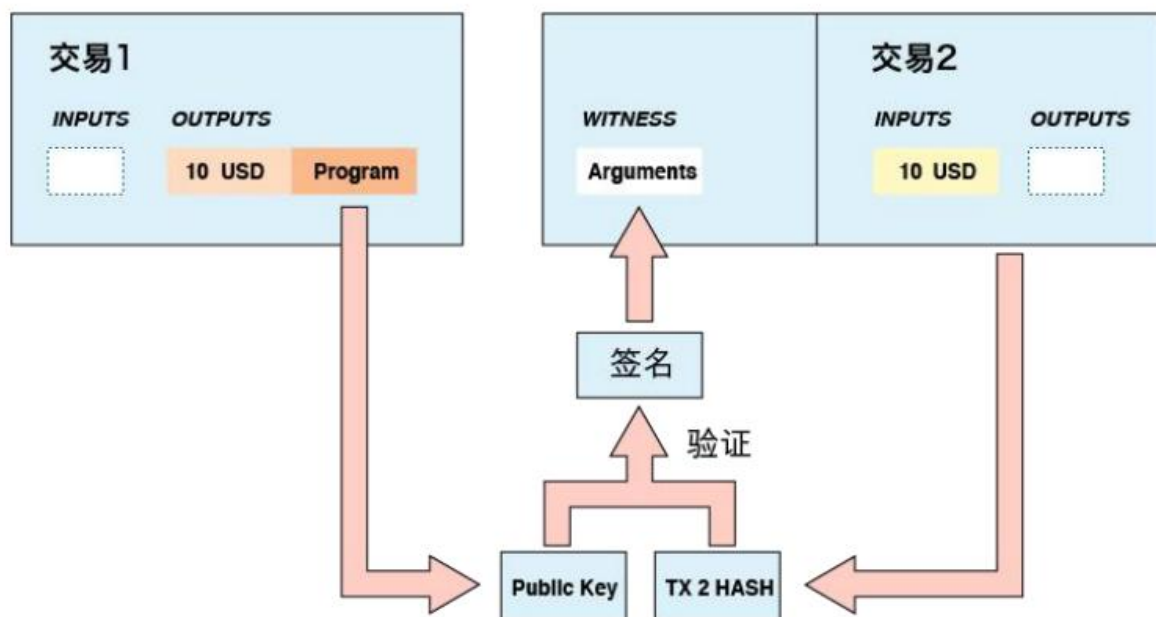 交易1
INPUTS OUTPUTS
10 USD Program
WITNESS
Arguments
交易2
INPUTS OUTPUTS
10 USD
签名
验证
Public Key
TX 2 HASH